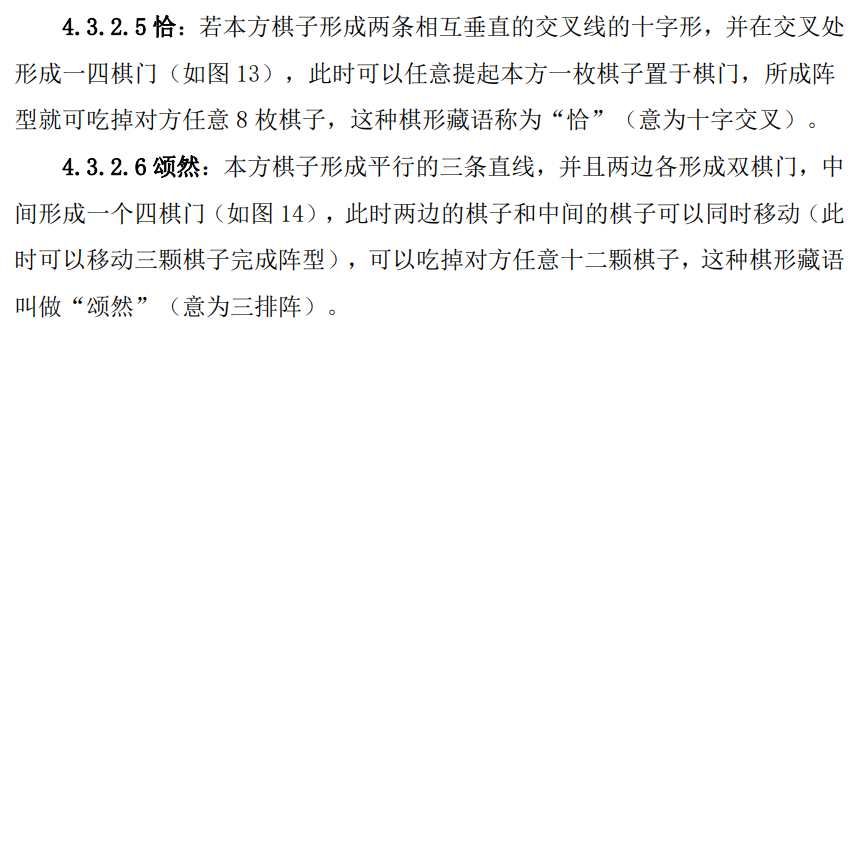 4.3.2.5 恰：若本方棋子形成两条相互垂直的交叉线的十字形，并在交叉处
形成一四棋门（如图 13），此时可以任意提起本方一枚棋子置于棋门，所成阵
型就可吃掉对方任意 8 枚棋子，这种棋形藏语称为“恰”（意为十字交叉）。
4.3.2.6 颂然：本方棋子形成平行的三条直线，并且两边各形成双棋门，中
间形成一个四棋门（如图 14），此时两边的棋子和中间的棋子可以同时移动（此
时可以移动三颗棋子完成阵型），可以吃掉对方任意十二颗棋子，这种棋形藏语
叫做“颂然”（意为三排阵）。